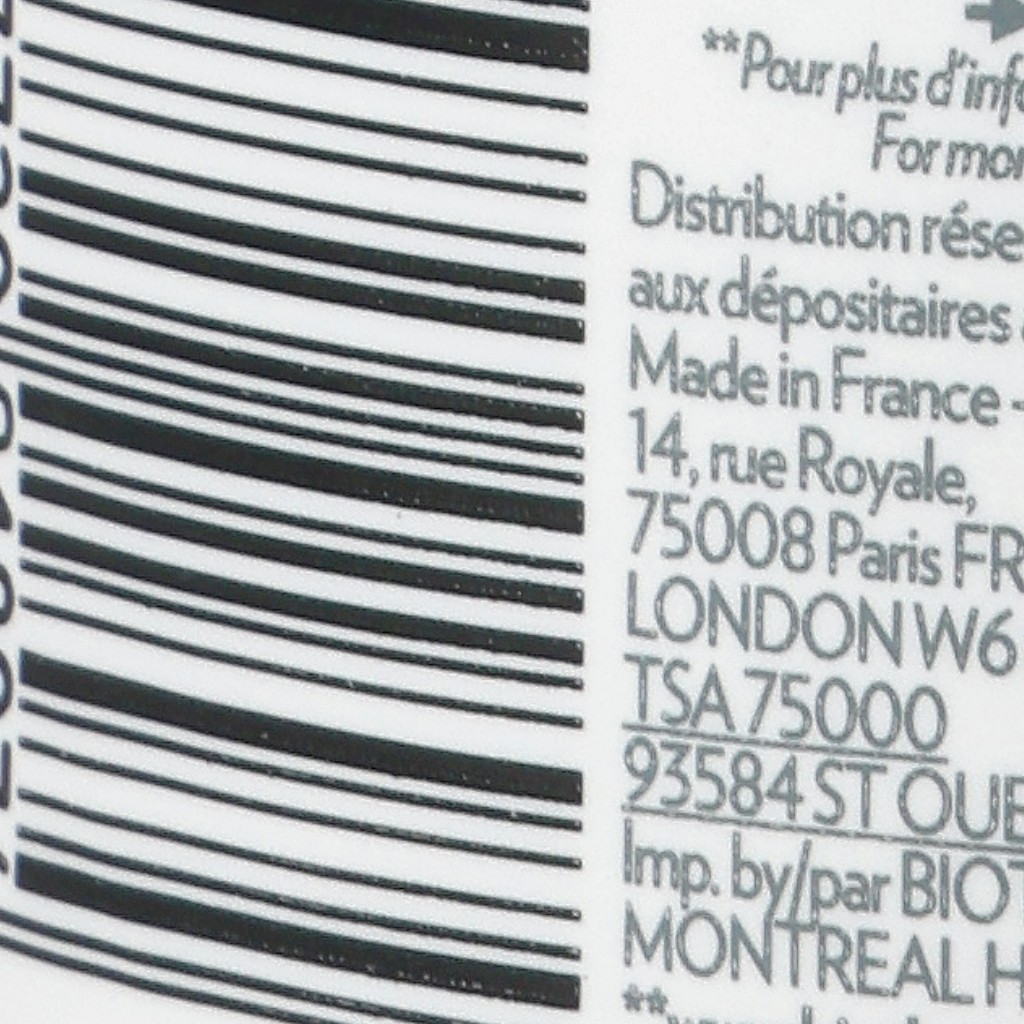 **Pour plus d'info
For mor
Distribution rése
aux dépositaires
Made in France -
14, rue Royale,
75008 Paris FR
LONDON W6
TSA 75000
93584 ST OUE
Imp. by/par BIOT
MONTREAL H